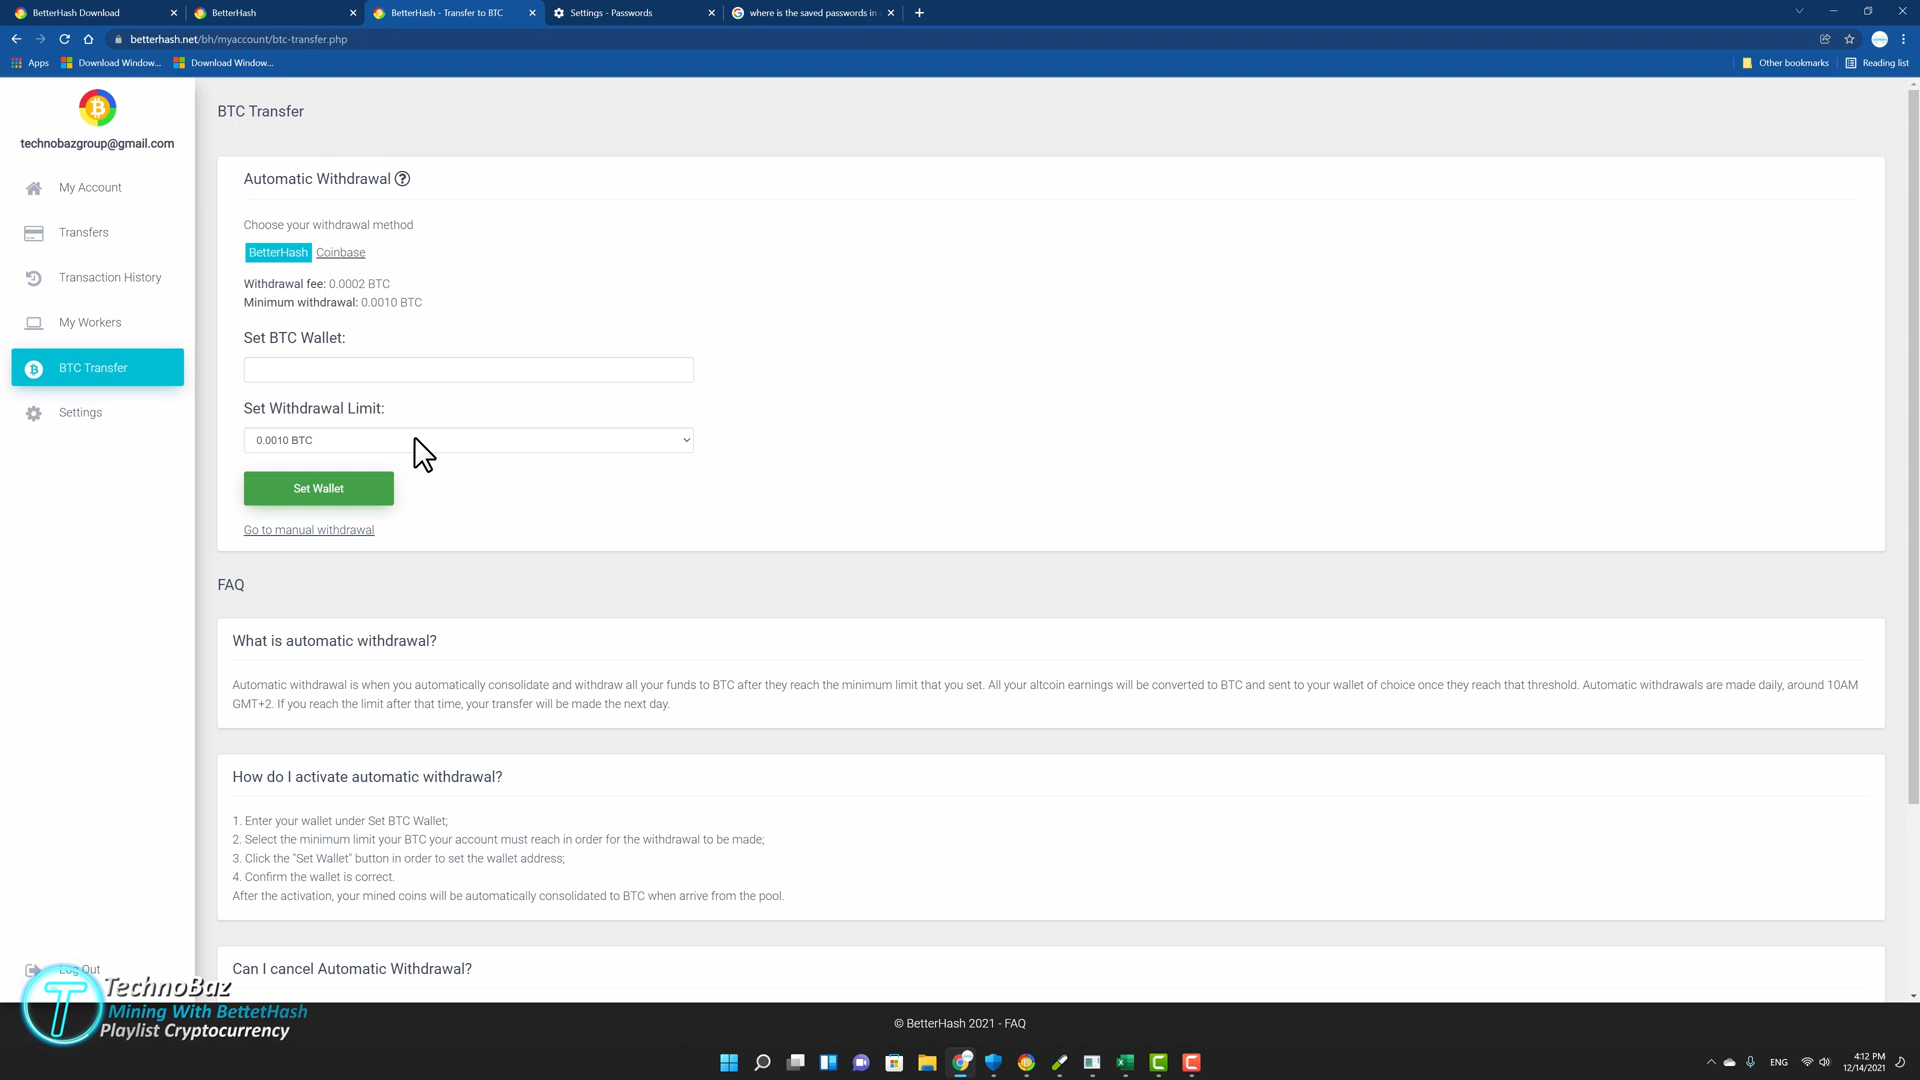 BetterHash Download
BetterHash
BetterHash - Transfer to BTC
Settings - Passwords
where is the saved passwords in
betterhash.net/bh/myaccount/btc-transfer.php
Apps
Download Window...
Download Window...
Other bookmarks
Reading list
technobazgroup@gmail.com
My Account
Transfers
Transaction History
My Workers
BTC Transfer
Settings
Log Out
BTC Transfer
Automatic Withdrawal
Choose your withdrawal method
BetterHash Coinbase
Withdrawal fee: 0.0002 BTC
Minimum withdrawal: 0.0010 BTC
Set BTC Wallet:
Set Withdrawal Limit:
0.0010 BTC
Set Wallet
Go to manual withdrawal
FAQ
What is automatic withdrawal?
Automatic withdrawal is when you automatically consolidate and withdraw all your funds to BTC after they reach the minimum limit that you set. All your altcoin earnings will be converted to BTC and sent to your wallet of choice once they reach that threshold. Automatic withdrawals are made daily, around 10AM
GMT+2. If you reach the limit after that time, your transfer will be made the next day.
How do I activate automatic withdrawal?
1. Enter your wallet under Set BTC Wallet;
2. Select the minimum limit your BTC your account must reach in order for the withdrawal to be made;
3. Click the "Set Wallet" button in order to set the wallet address;
4. Confirm the wallet is correct.
After the activation, your mined coins will be automatically consolidated to BTC when arrive from the pool.
Can I cancel Automatic Withdrawal?
TechnoBaz
Mining With BettetHash
Playlist Cryptocurrency
© BetterHash 2021 - FAQ
ENG
4:12 PM
12/14/2021